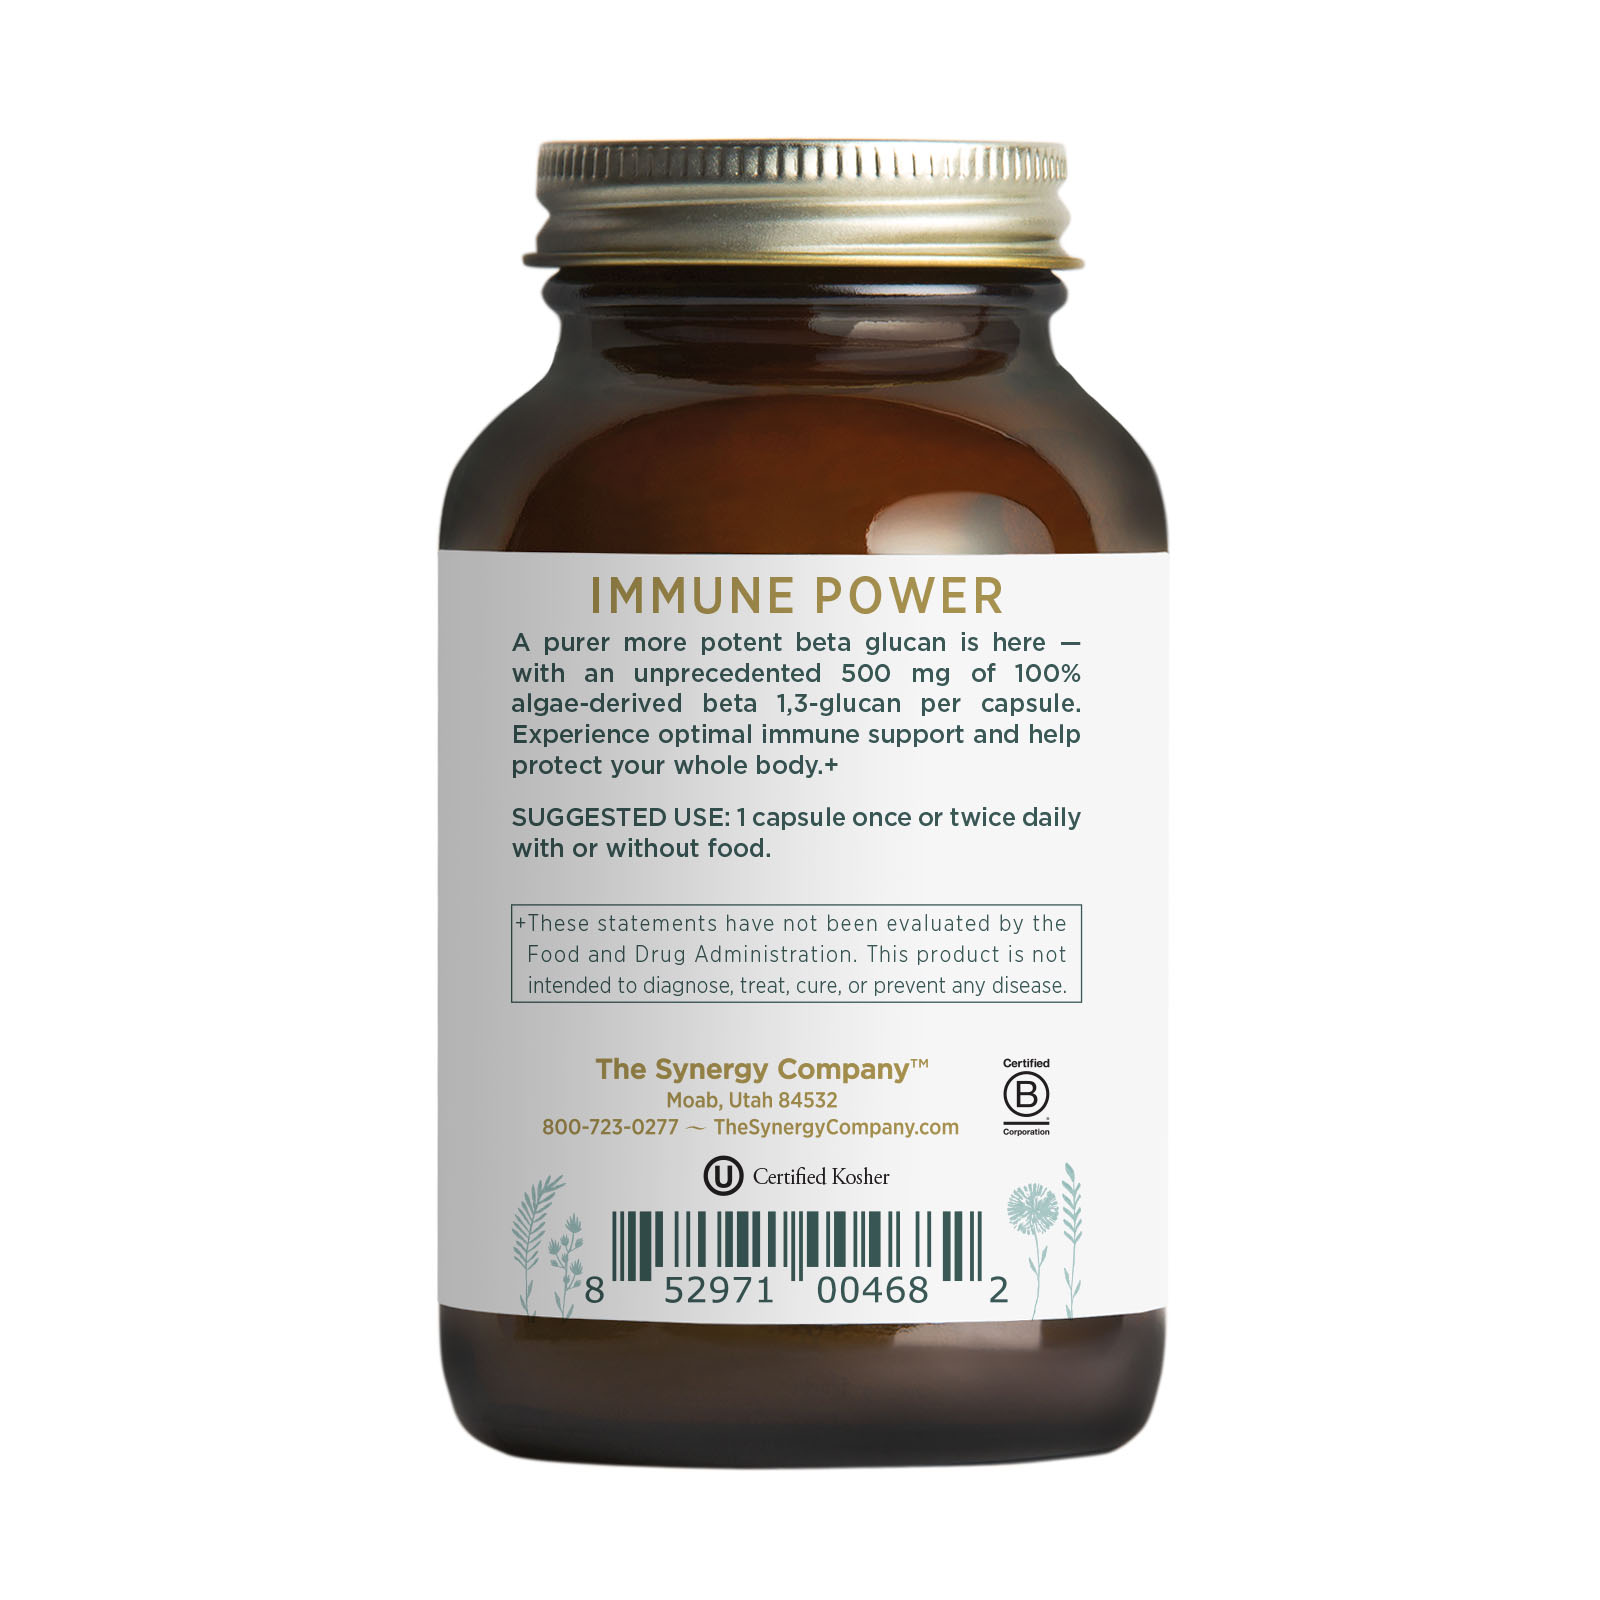 IMMUNE POWER
A purer more potent beta glucan is here —
with an unprecedented 500 mg of 100%
algae-derived beta 1,3-glucan per capsule.
Experience optimal immune support and help
protect your whole body.+
SUGGESTED USE: 1 capsule once or twice daily
with or without food.
+These statements have not been evaluated by the
Food and Drug Administration. This product is not
intended to diagnose, treat, cure, or prevent any disease.
The Synergy Company™
Moab, Utah 84532
800-723-0277 ~ TheSynergyCompany.com
Certified
B
®
Corporation
U Certified Kosher
8 52971 00468 2